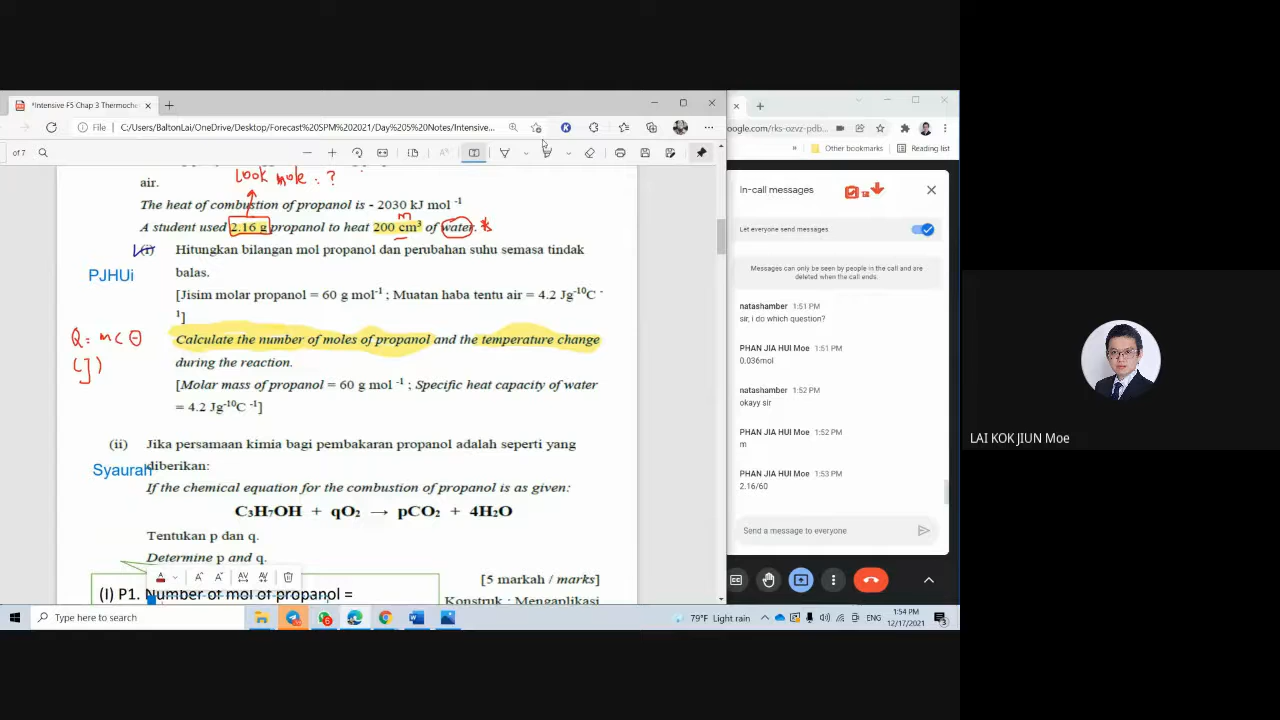 *Intensive F5 Chap 3 Thermoche
File
C:/Users/BaltonLai/OneDrive/Desktop/Forecast%20SPM%202021/Day%205%20Notes/Intensive...
of 7
look mole : ?
air.
The heat of combustion of propanol is - 2030 kJ mol -1
m
A student used 2.16 g propanol to heat 200 cm3 of water. *
(i) Hitungkan bilangan mol propanol dan perubahan suhu semasa tindak
PJHUi
balas.
[Jisim molar propanol = 60 g mol-1 ; Muatan haba tentu air = 4.2 Jg-10C -
1]
Q = m c θ
Calculate the number of moles of propanol and the temperature change
(J)
during the reaction.
[Molar mass of propanol = 60 g mol -1 ; Specific heat capacity of water
= 4.2 Jg-10C -1]
(ii) Jika persamaan kimia bagi pembakaran propanol adalah seperti yang
Syaurah
diberikan:
If the chemical equation for the combustion of propanol is as given:
C3H7OH + qO2 → pCO2 + 4H2O
Tentukan p dan q.
Determine p and q.
[5 markah / marks]
(I) P1. Number of mol of propanol =
Konstruk : Mengaplikasi
google.com/rks-ozvz-pdb...
Other bookmarks
Reading list
In-call messages
Let everyone send messages
Messages can only be seen by people in the call and are
deleted when the call ends.
natashamber 1:51 PM
sir, i do which question?
PHAN JIA HUI Moe 1:51 PM
0.036mol
natashamber 1:52 PM
okayy sir
PHAN JIA HUI Moe 1:52 PM
m
PHAN JIA HUI Moe 1:53 PM
2.16/60
Send a message to everyone
LAI KOK JIUN Moe
Type here to search
79°F Light rain
ENG
1:54 PM
12/17/2021